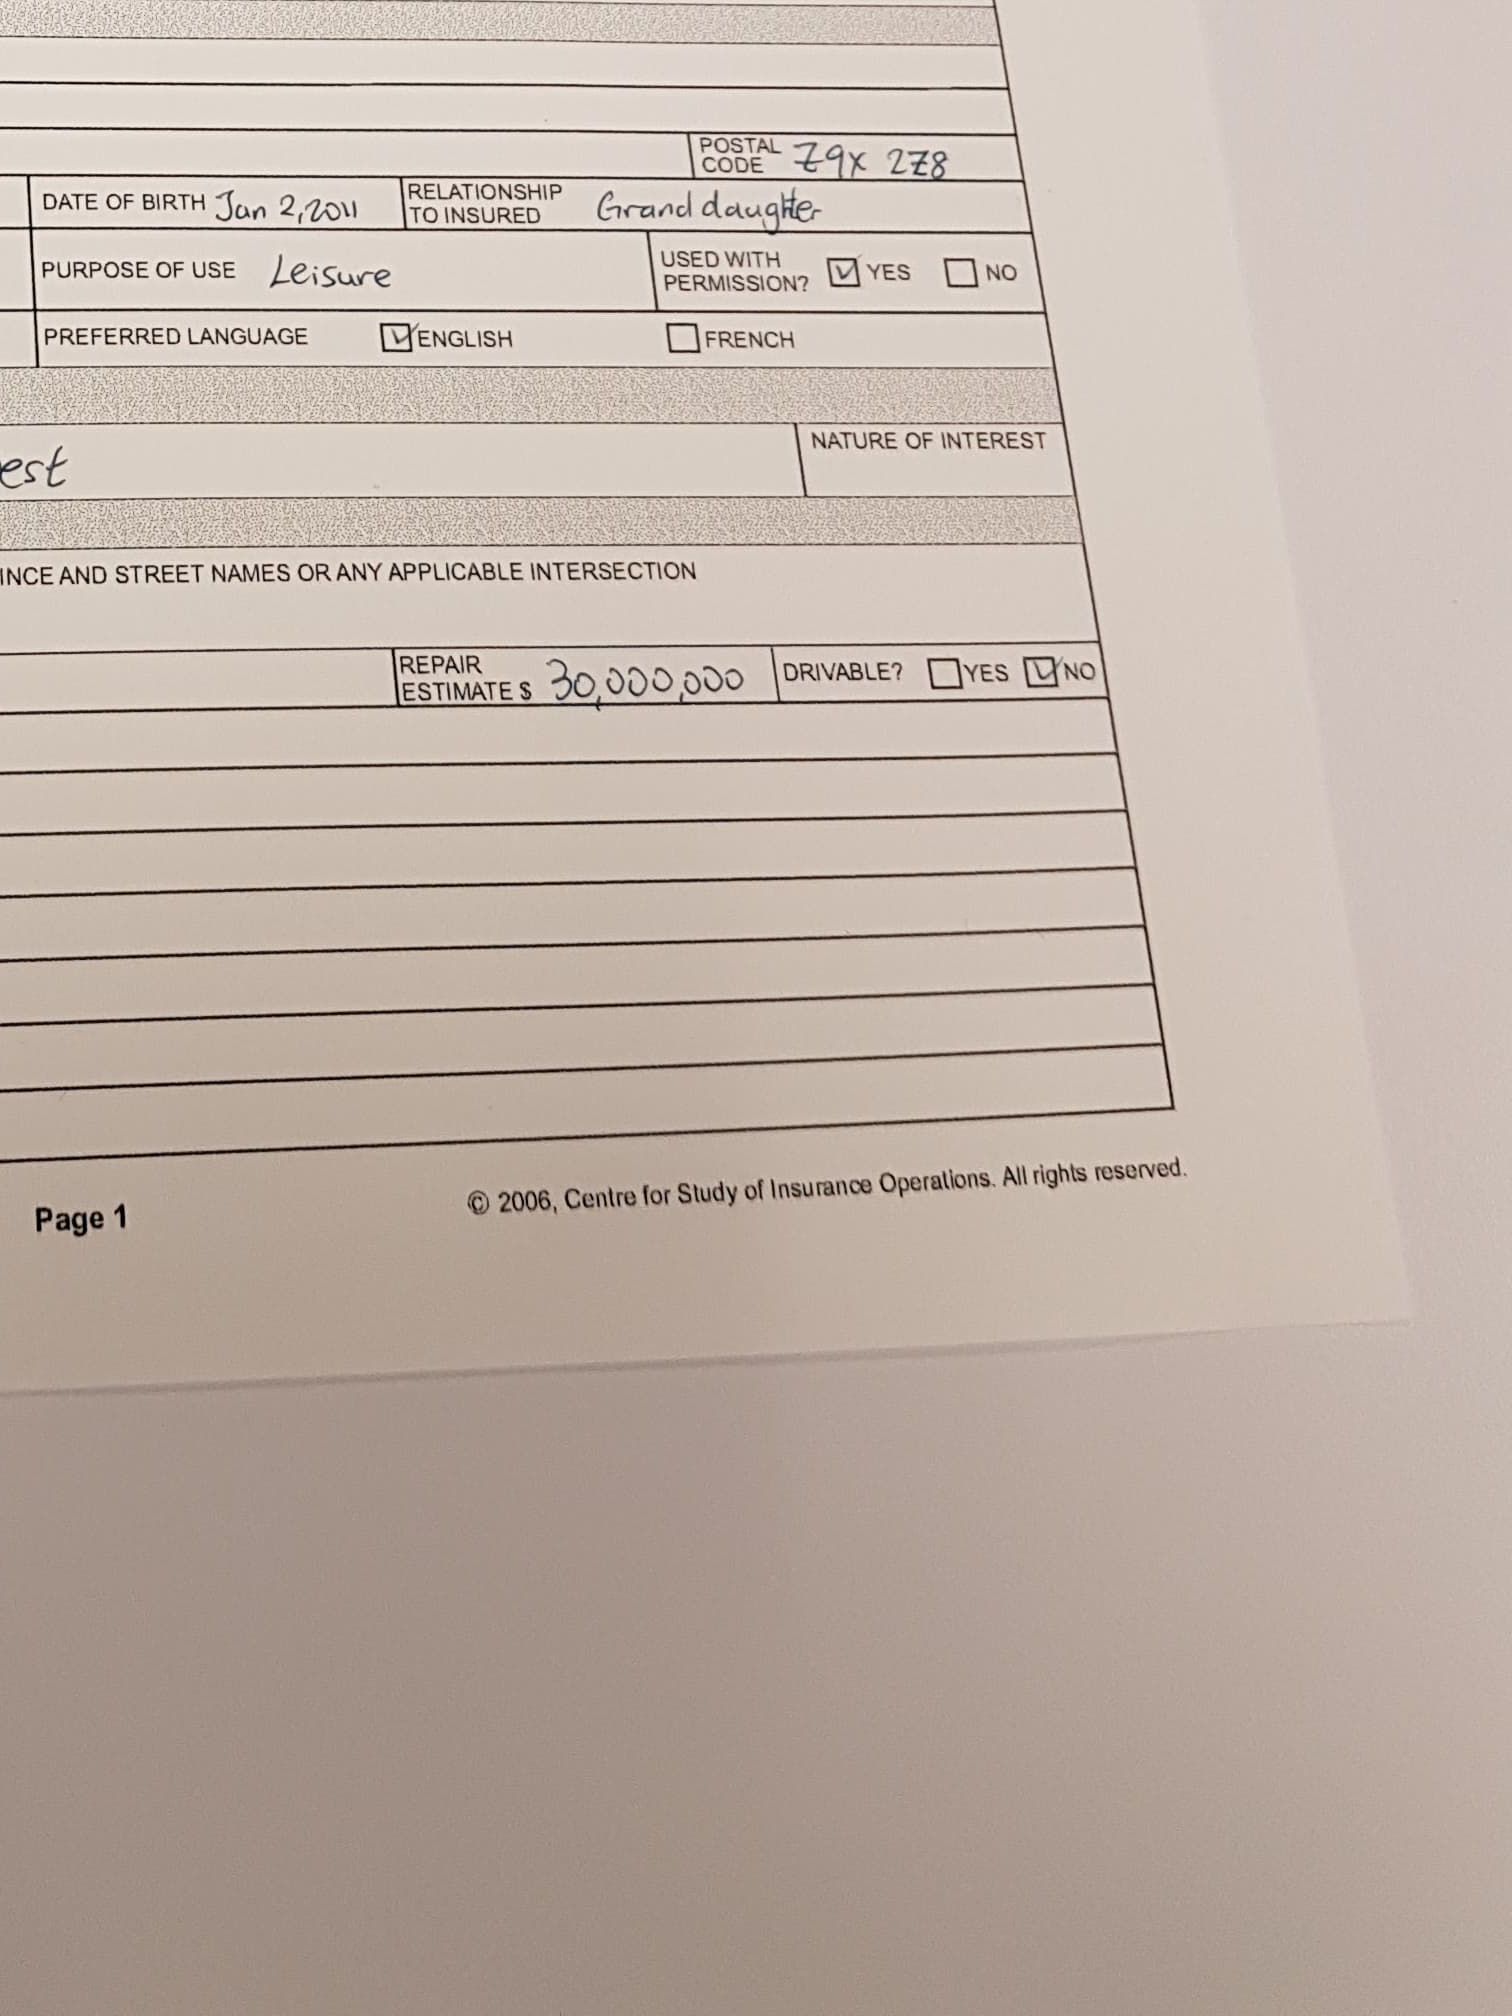 POSTAL CODE Z9X 2Z8
DATE OF BIRTH Jan 2, 2011 RELATIONSHIP TO INSURED Granddaughter
PURPOSE OF USE Leisure USED WITH PERMISSION? YES NO
PREFERRED LANGUAGE ENGLISH FRENCH
est NATURE OF INTEREST
INCE AND STREET NAMES OR ANY APPLICABLE INTERSECTION
REPAIR ESTIMATE $ 30,000,000 DRIVABLE? YES NO
Page 1 © 2006, Centre for Study of Insurance Operations. All rights reserved.